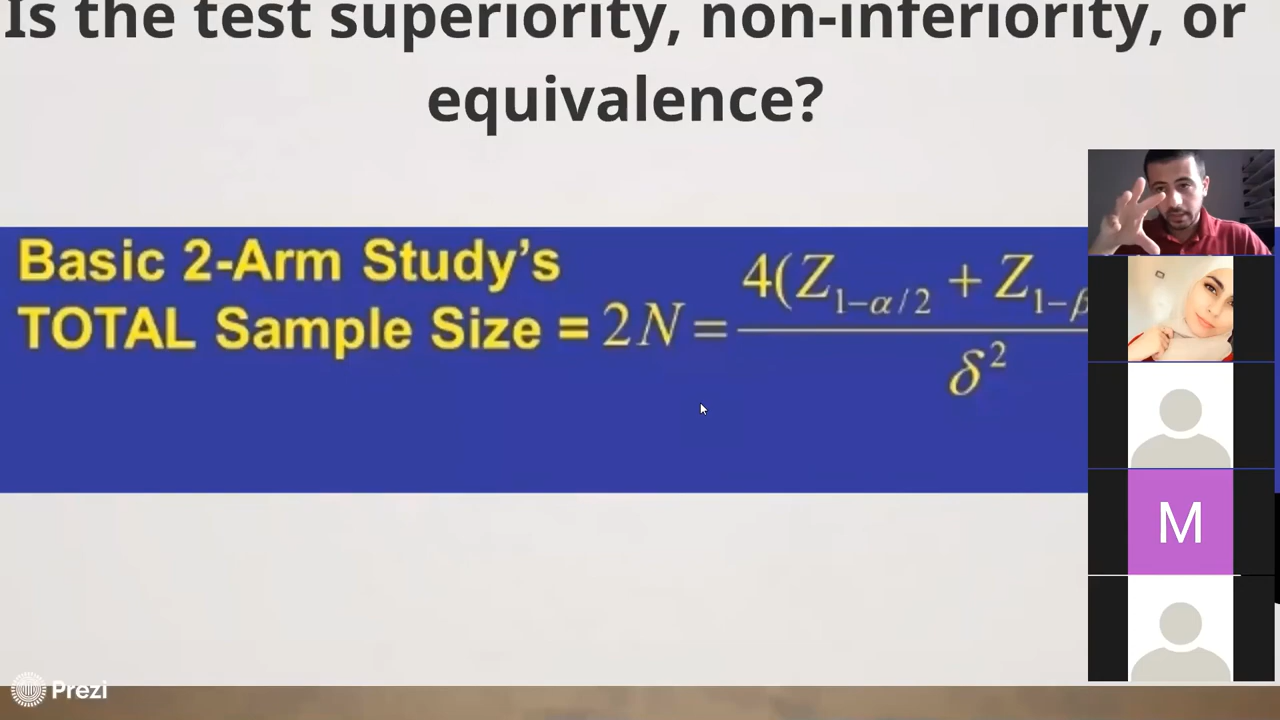 Is the test superiority, non-inferiority, or
equivalence?
Basic 2-Arm Study's
TOTAL Sample Size = 2N = 4(Z₁₋α/₂ + Z₁₋β
δ²
M
Prezi